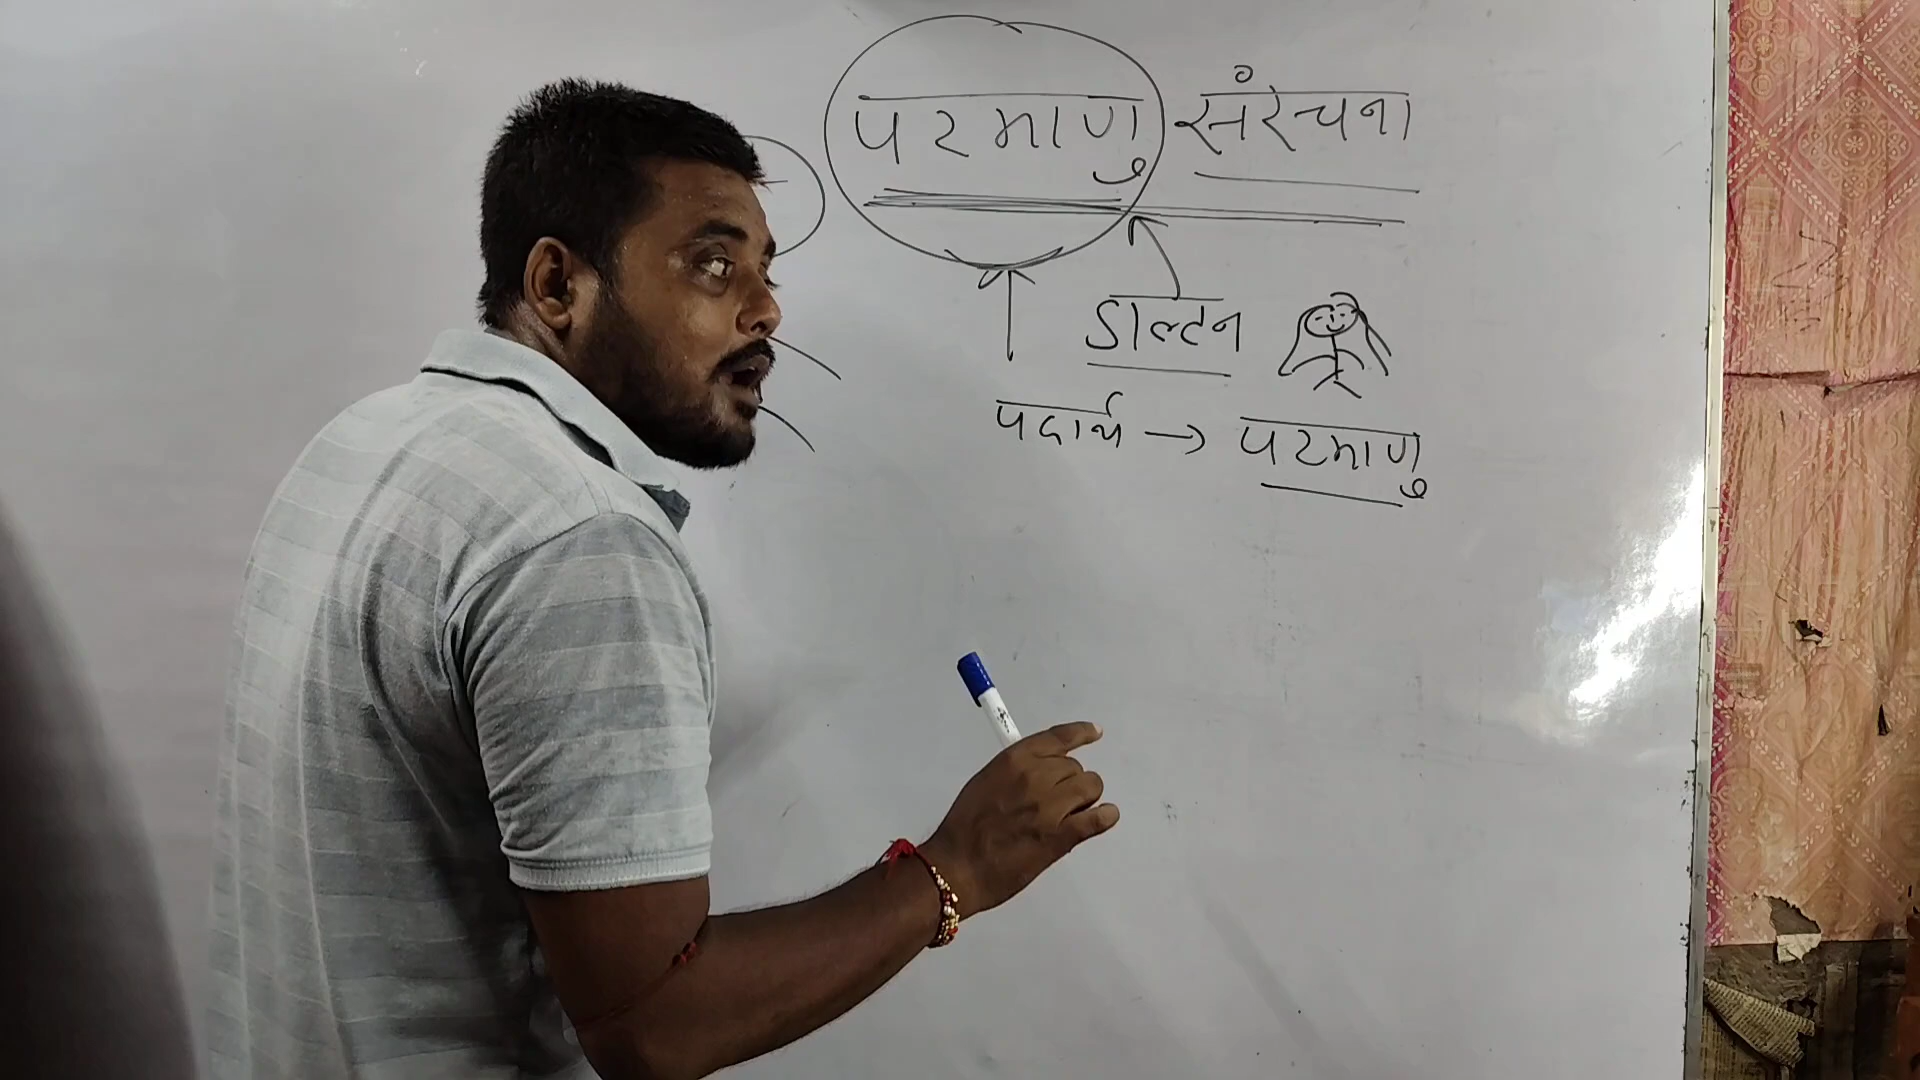 परमाणु संरचना
डाल्टन
पदार्थ → परमाणु